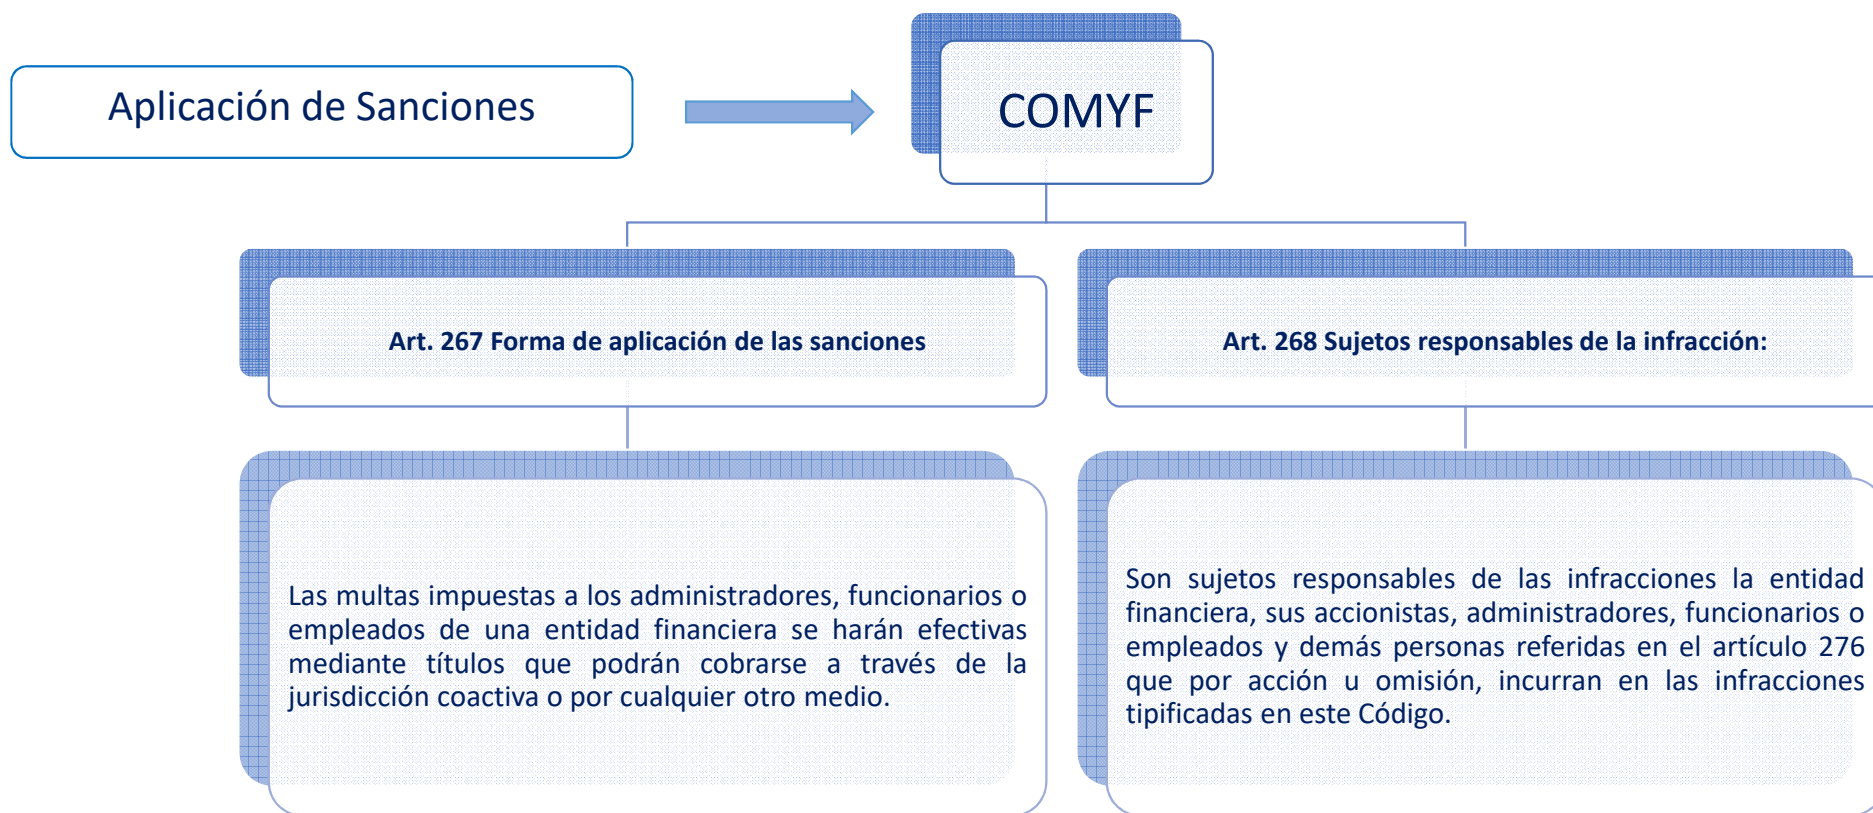 Aplicación de Sanciones
COMYF
Art. 267 Forma de aplicación de las sanciones
Las multas impuestas a los administradores, funcionarios o
empleados de una entidad financiera se harán efectivas
mediante títulos que podrán cobrarse a través de la
jurisdicción coactiva o por cualquier otro medio.
Art. 268 Sujetos responsables de la infracción:
Son sujetos responsables de las infracciones la entidad
financiera, sus accionistas, administradores, funcionarios o
empleados y demás personas referidas en el artículo 276
que por acción u omisión, incurran en las infracciones
tipificadas en este Código.